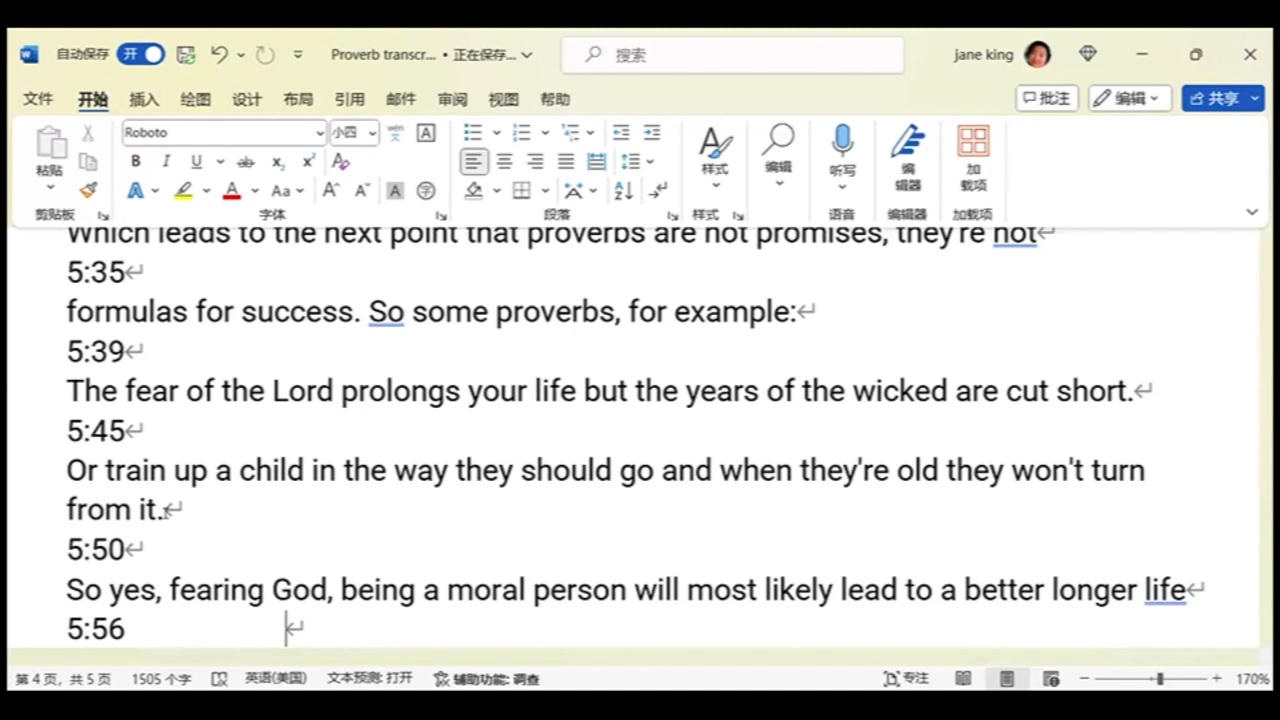 自动保存 开 Proverb transcr... • 正在保存... 搜索 jane king
文件 开始 插入 绘图 设计 布局 引用 邮件 审阅 视图 帮助 批注 编辑 共享
Roboto 小四 wén 文 A
粘贴 B I U ab x₂ x² A 样式 编辑 听写 编辑器 加载项
A A Aa A A A 字 A Z
剪贴板 字体 段落 样式 语音 编辑器 加载项
Which leads to the next point that proverbs are not promises, they're not
5:35
formulas for success. So some proverbs, for example:
5:39
The fear of the Lord prolongs your life but the years of the wicked are cut short.
5:45
Or train up a child in the way they should go and when they're old they won't turn
from it.
5:50
So yes, fearing God, being a moral person will most likely lead to a better longer life
5:56
第 4 页，共 5 页 1505 个字 英语(美国) 文本预测: 打开 辅助功能: 调查 专注 170%